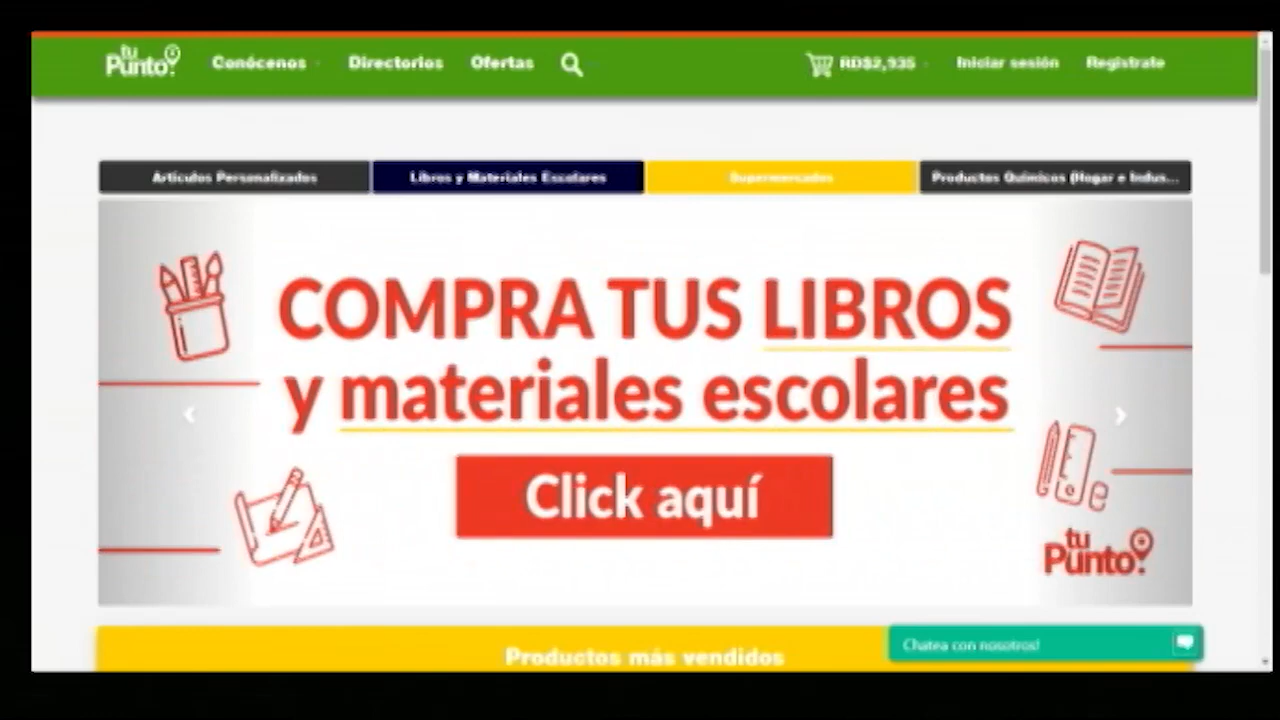 tu
Punto. Conócenos Directorios Ofertas RD$2,935 Iniciar sesión Registrate
Artículos Personalizados Libros y Materiales Escolares Supermercados Productos Químicos (Hogar e Indus...
COMPRA TUS LIBROS
y materiales escolares
Click aquí
tu
Punto.
Productos más vendidos
Chatea con nosotros!